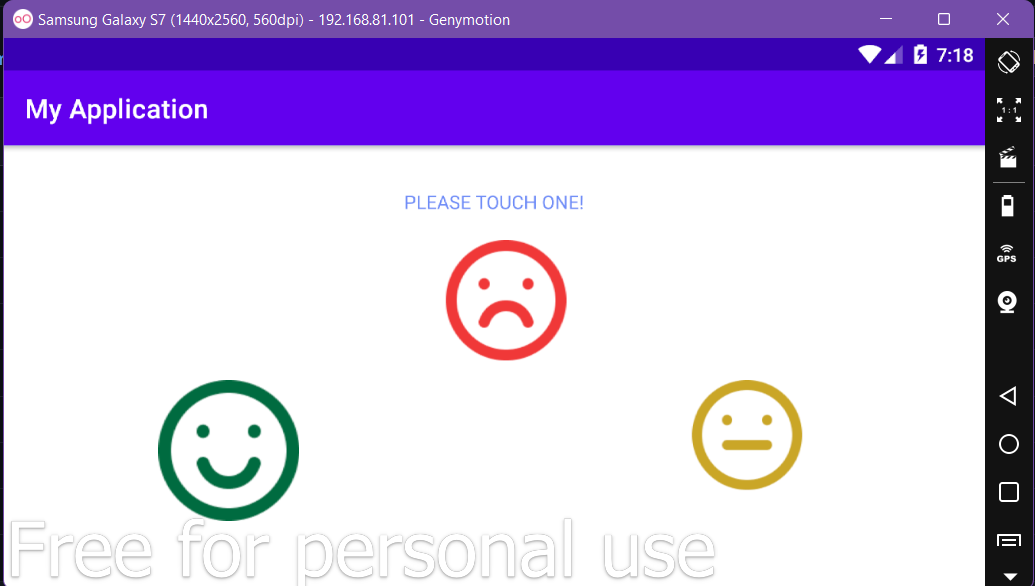 Samsung Galaxy S7 (1440x2560, 560dpi) - 192.168.81.101 - Genymotion
7:18
My Application
1:1
PLEASE TOUCH ONE!
GPS
Free for personal use